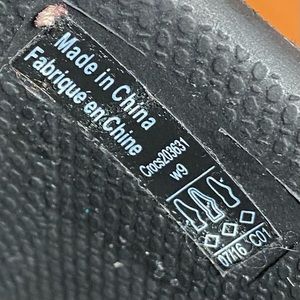 Made in China
Fabriqué en Chine
Crocs203631
w9
07/16 C01